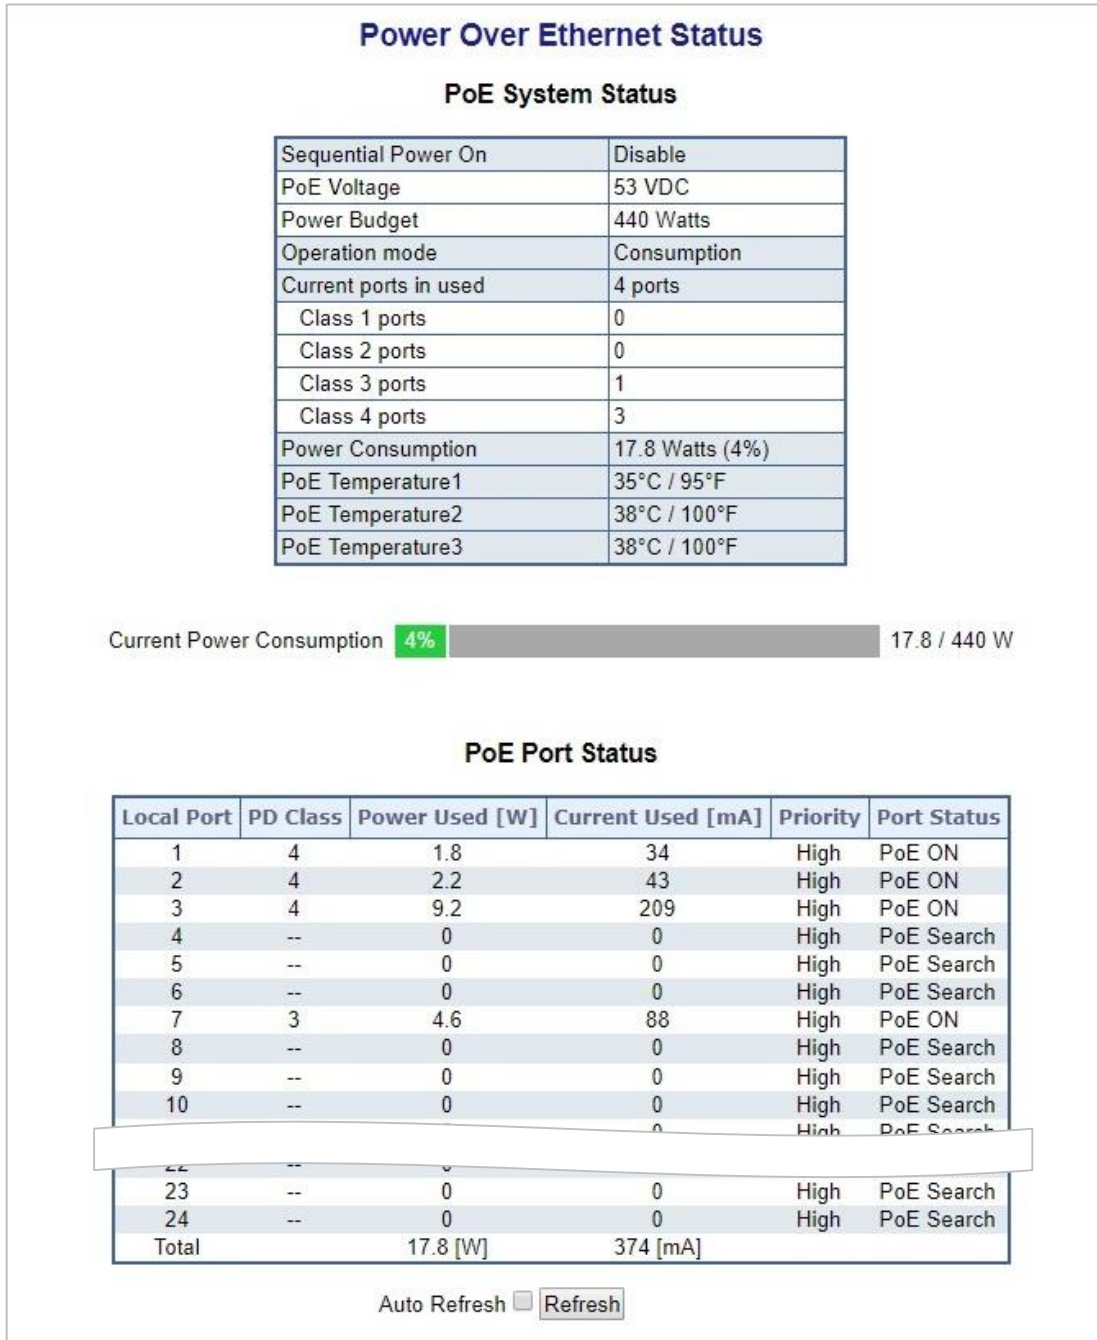 Power Over Ethernet Status
PoE System Status
Sequential Power On Disable
PoE Voltage 53 VDC
Power Budget 440 Watts
Operation mode Consumption
Current ports in used 4 ports
Class 1 ports 0
Class 2 ports 0
Class 3 ports 1
Class 4 ports 3
Power Consumption 17.8 Watts (4%)
PoE Temperature1 35°C / 95°F
PoE Temperature2 38°C / 100°F
PoE Temperature3 38°C / 100°F
Current Power Consumption 4% 17.8 / 440 W
PoE Port Status
Local Port PD Class Power Used [W] Current Used [mA] Priority Port Status
1 4 1.8 34 High PoE ON
2 4 2.2 43 High PoE ON
3 4 9.2 209 High PoE ON
4 -- 0 0 High PoE Search
5 -- 0 0 High PoE Search
6 -- 0 0 High PoE Search
7 3 4.6 88 High PoE ON
8 -- 0 0 High PoE Search
9 -- 0 0 High PoE Search
10 -- 0 0 High PoE Search
0 High PoE Search
22 --
23 -- 0 0 High PoE Search
24 -- 0 0 High PoE Search
Total 17.8 [W] 374 [mA]
Auto Refresh Refresh